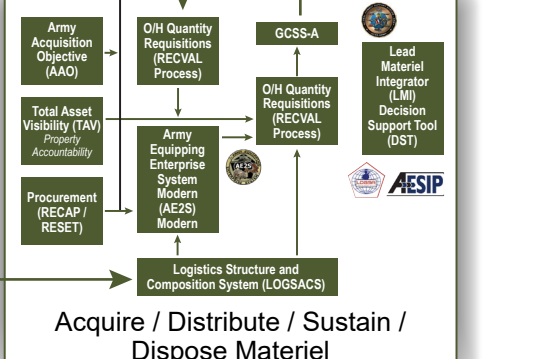 Army
Acquisition
Objective
(AAO)
O/H Quantity
Requisitions
(RECVAL
Process)
GCSS-A
Lead
Materiel
Integrator
(LMI)
Decision
Support Tool
(DST)
Total Asset
Visibility (TAV)
Property
Accountability
O/H Quantity
Requisitions
(RECVAL
Process)
Army
Equipping
Enterprise
System
Modern
(AE2S)
Modern
AE2S
AESIP
Procurement
(RECAP /
RESET)
Logistics Structure and
Composition System (LOGSACS)
Acquire / Distribute / Sustain /
Dispose Materiel